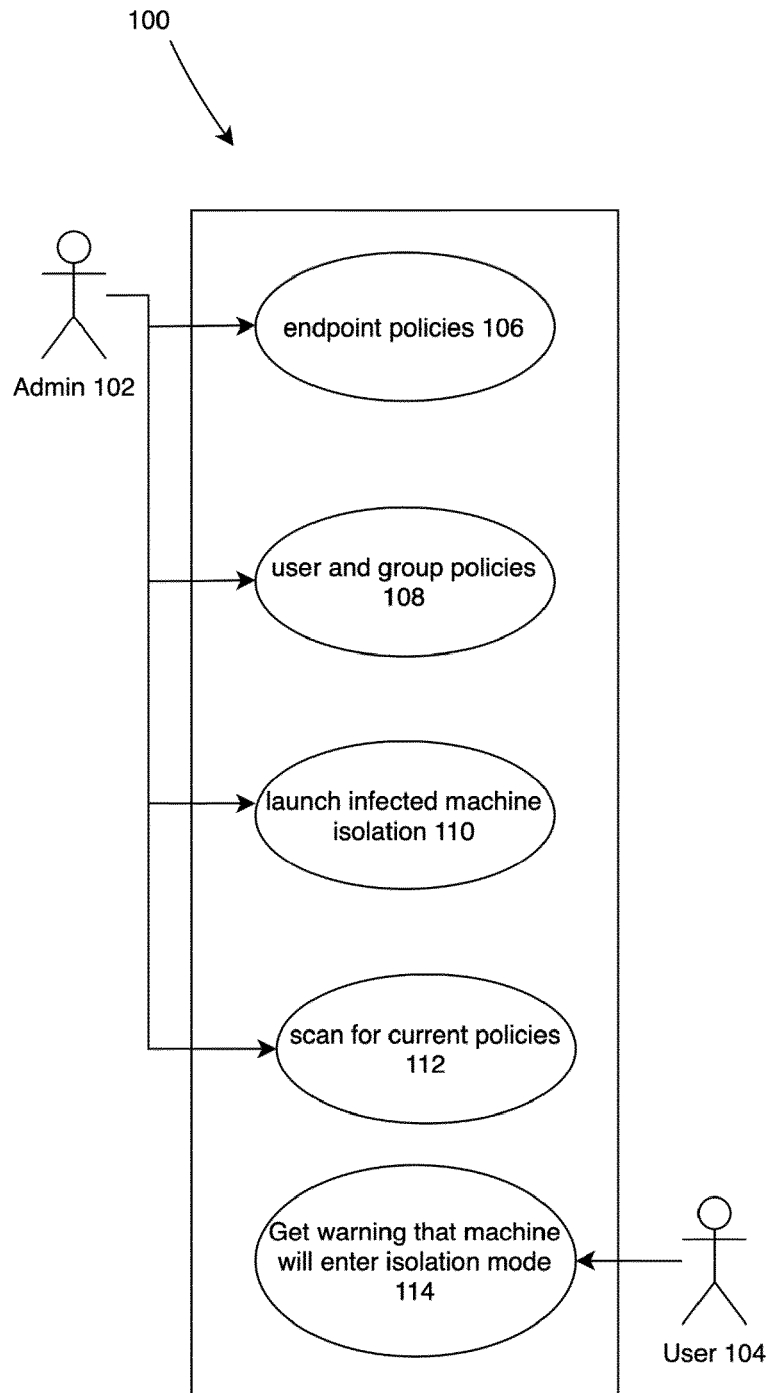 100
endpoint policies 106
Admin 102
user and group policies
108
launch infected machine
isolation 110
scan for current policies
112
Get warning that machine
will enter isolation mode
114
User 104